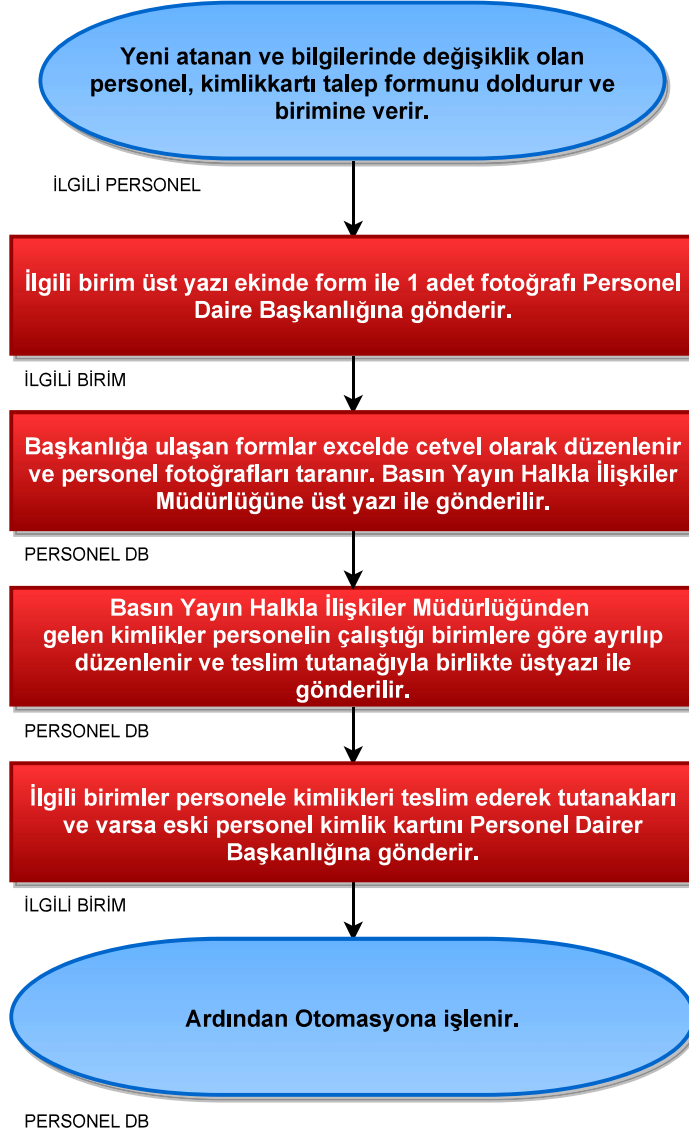 Yeni atanan ve bilgilerinde değişiklik olan
personel, kimlikkartı talep formunu doldurur ve
birimine verir.
İLGİLİ PERSONEL
İlgili birim üst yazı ekinde form ile 1 adet fotoğrafı Personel
Daire Başkanlığına gönderir.
İLGİLİ BİRİM
Başkanlığa ulaşan formlar excelde cetvel olarak düzenlenir
ve personel fotoğrafları taranır. Basın Yayın Halkla İlişkiler
Müdürlüğüne üst yazı ile gönderilir.
PERSONEL DB
Basın Yayın Halkla İlişkiler Müdürlüğünden
gelen kimlikler personelin çalıştığı birimlere göre ayrılıp
düzenlenir ve teslim tutanağıyla birlikte üstyazı ile
gönderilir.
PERSONEL DB
İlgili birimler personele kimlikleri teslim ederek tutanakları
ve varsa eski personel kimlik kartını Personel Dairer
Başkanlığına gönderir.
İLGİLİ BİRİM
Ardından Otomasyona işlenir.
PERSONEL DB